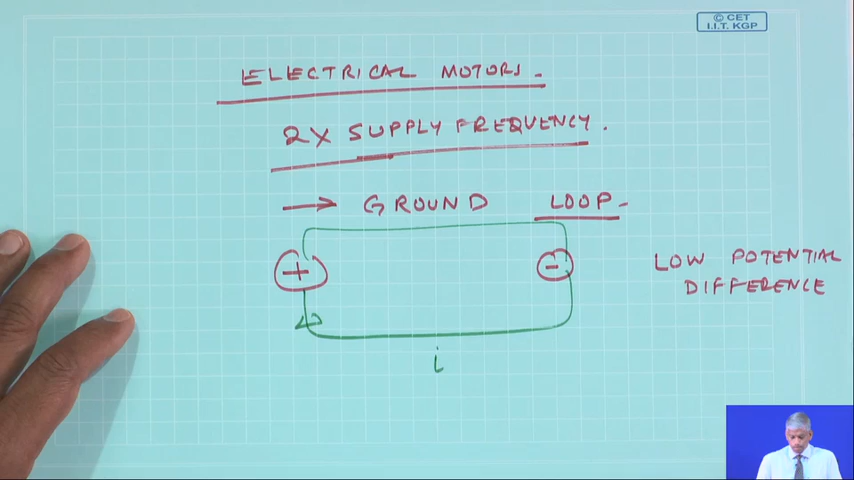 © CET
I.I.T. KGP
ELECTRICAL MOTORS.
2X SUPPLY FREQUENCY.
→ GROUND LOOP.
+ -
LOW POTENTIAL
DIFFERENCE
i